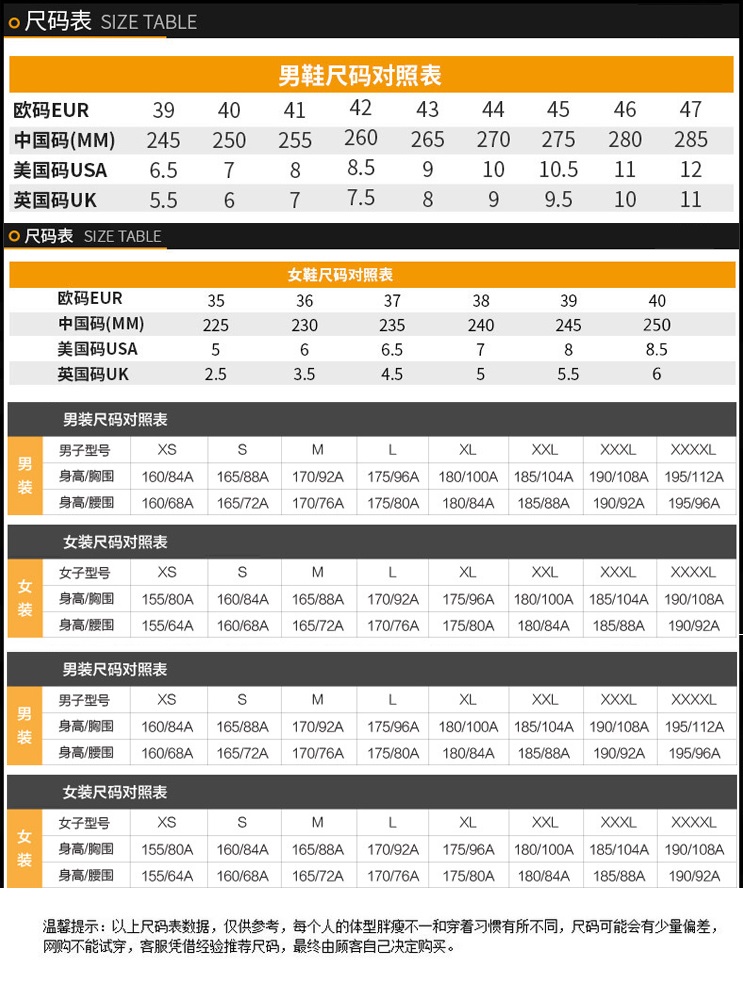 尺码表 SIZE TABLE
男鞋尺码对照表
欧码EUR 39 40 41 42 43 44 45 46 47
中国码(MM) 245 250 255 260 265 270 275 280 285
美国码USA 6.5 7 8 8.5 9 10 10.5 11 12
英国码UK 5.5 6 7 7.5 8 9 9.5 10 11
尺码表 SIZE TABLE
女鞋尺码对照表
欧码EUR 35 36 37 38 39 40
中国码(MM) 225 230 235 240 245 250
美国码USA 5 6 6.5 7 8 8.5
英国码UK 2.5 3.5 4.5 5 5.5 6
男装尺码对照表
男装
男子型号 XS S M L XL XXL XXXL XXXXL
身高/胸围 160/84A 165/88A 170/92A 175/96A 180/100A 185/104A 190/108A 195/112A
身高/腰围 160/68A 165/72A 170/76A 175/80A 180/84A 185/88A 190/92A 195/96A
女装尺码对照表
女装
女子型号 XS S M L XL XXL XXXL XXXXL
身高/胸围 155/80A 160/84A 165/88A 170/92A 175/96A 180/100A 185/104A 190/108A
身高/腰围 155/64A 160/68A 165/72A 170/76A 175/80A 180/84A 185/88A 190/92A
男装尺码对照表
男装
男子型号 XS S M L XL XXL XXXL XXXXL
身高/胸围 160/84A 165/88A 170/92A 175/96A 180/100A 185/104A 190/108A 195/112A
身高/腰围 160/68A 165/72A 170/76A 175/80A 180/84A 185/88A 190/92A 195/96A
女装尺码对照表
女装
女子型号 XS S M L XL XXL XXXL XXXXL
身高/胸围 155/80A 160/84A 165/88A 170/92A 175/96A 180/100A 185/104A 190/108A
身高/腰围 155/64A 160/68A 165/72A 170/76A 175/80A 180/84A 185/88A 190/92A
温馨提示：以上尺码表数据，仅供参考，每个人的体型胖瘦不一和穿着习惯有所不同，尺码可能会有少量偏差，
网购不能试穿，客服凭借经验推荐尺码，最终由顾客自己决定购买。